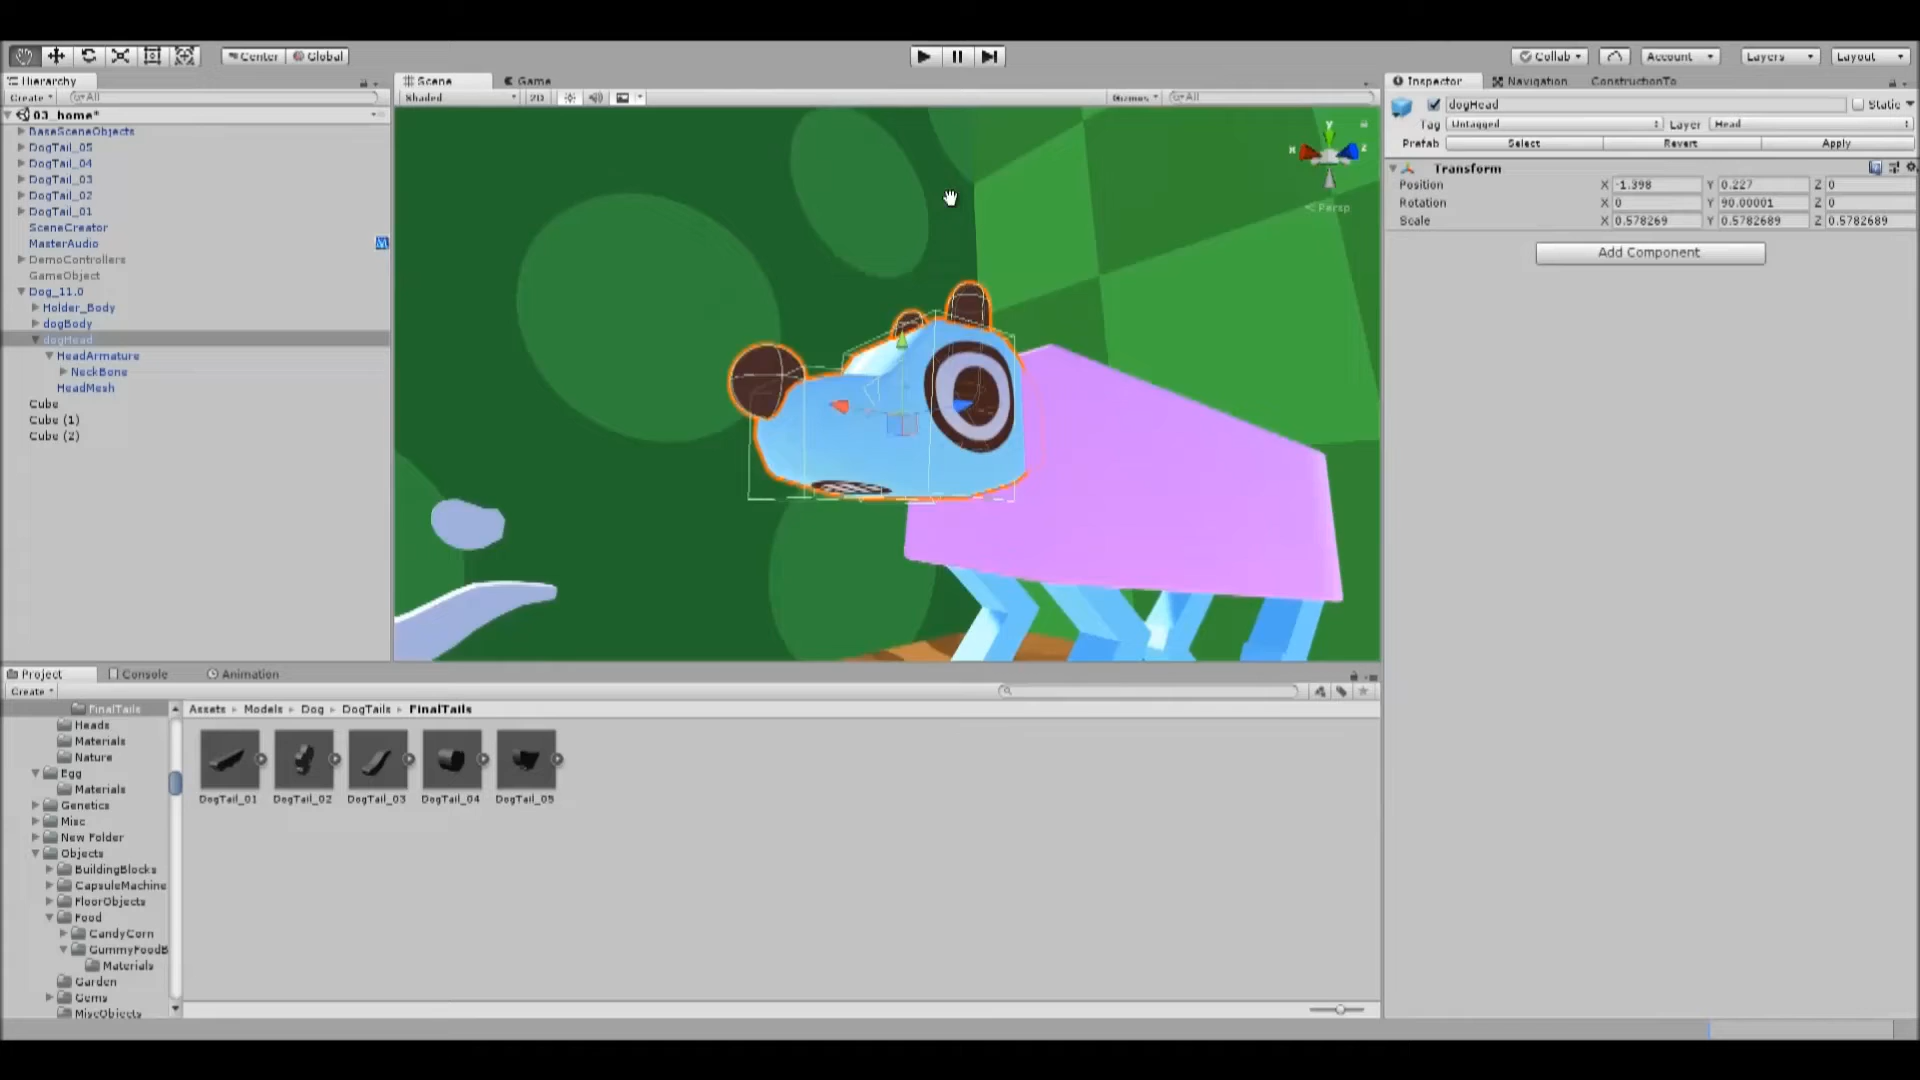 Center Global
Collab Account Layers Layout
Hierarchy
Create All
03_home*
BaseSceneObjects
DogTail_05
DogTail_04
DogTail_03
DogTail_02
DogTail_01
SceneCreator
MasterAudio
DemoControllers
GameObject
Dog_11.0
Holder_Body
dogBody
dogHead
HeadArmature
NeckBone
HeadMesh
Cube
Cube (1)
Cube (2)
Scene Game
Shaded 2D Gizmos All
y
x z
Persp
Inspector Navigation ConstructionTo
dogHead Static
Tag Untagged Layer Head
Prefab Select Revert Apply
Transform
Position X -1.398 Y 0.227 Z 0
Rotation X 0 Y 90.00001 Z 0
Scale X 0.578269 Y 0.5782689 Z 0.5782689
Add Component
Project Console Animation
Create
FinalTails
Heads
Materials
Nature
Egg
Materials
Genetics
Misc
New Folder
Objects
BuildingBlocks
CapsuleMachine
FloorObjects
Food
CandyCorn
GummyFoodB
Materials
Garden
Gems
MiscObjects
Assets Models Dog DogTails FinalTails
DogTail_01 DogTail_02 DogTail_03 DogTail_04 DogTail_05